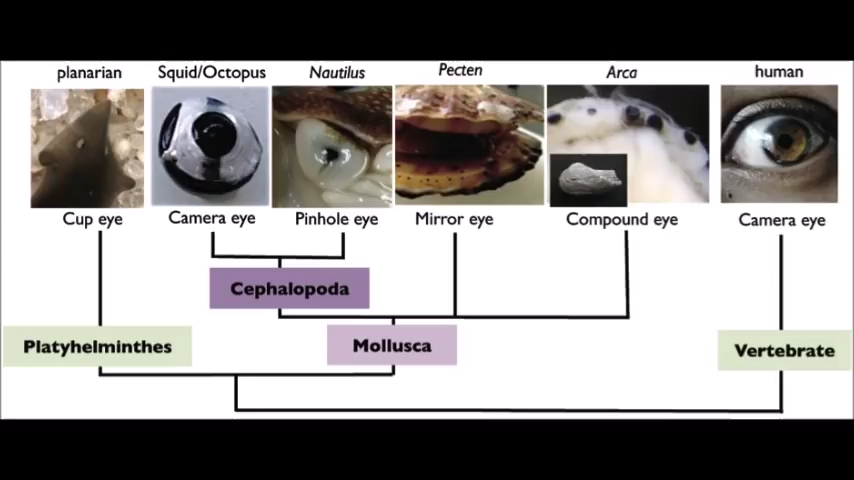 planarian
Squid/Octopus
Nautilus
Pecten
Arca
human
Cup eye
Camera eye
Pinhole eye
Mirror eye
Compound eye
Camera eye
Cephalopoda
Platyhelminthes
Mollusca
Vertebrate